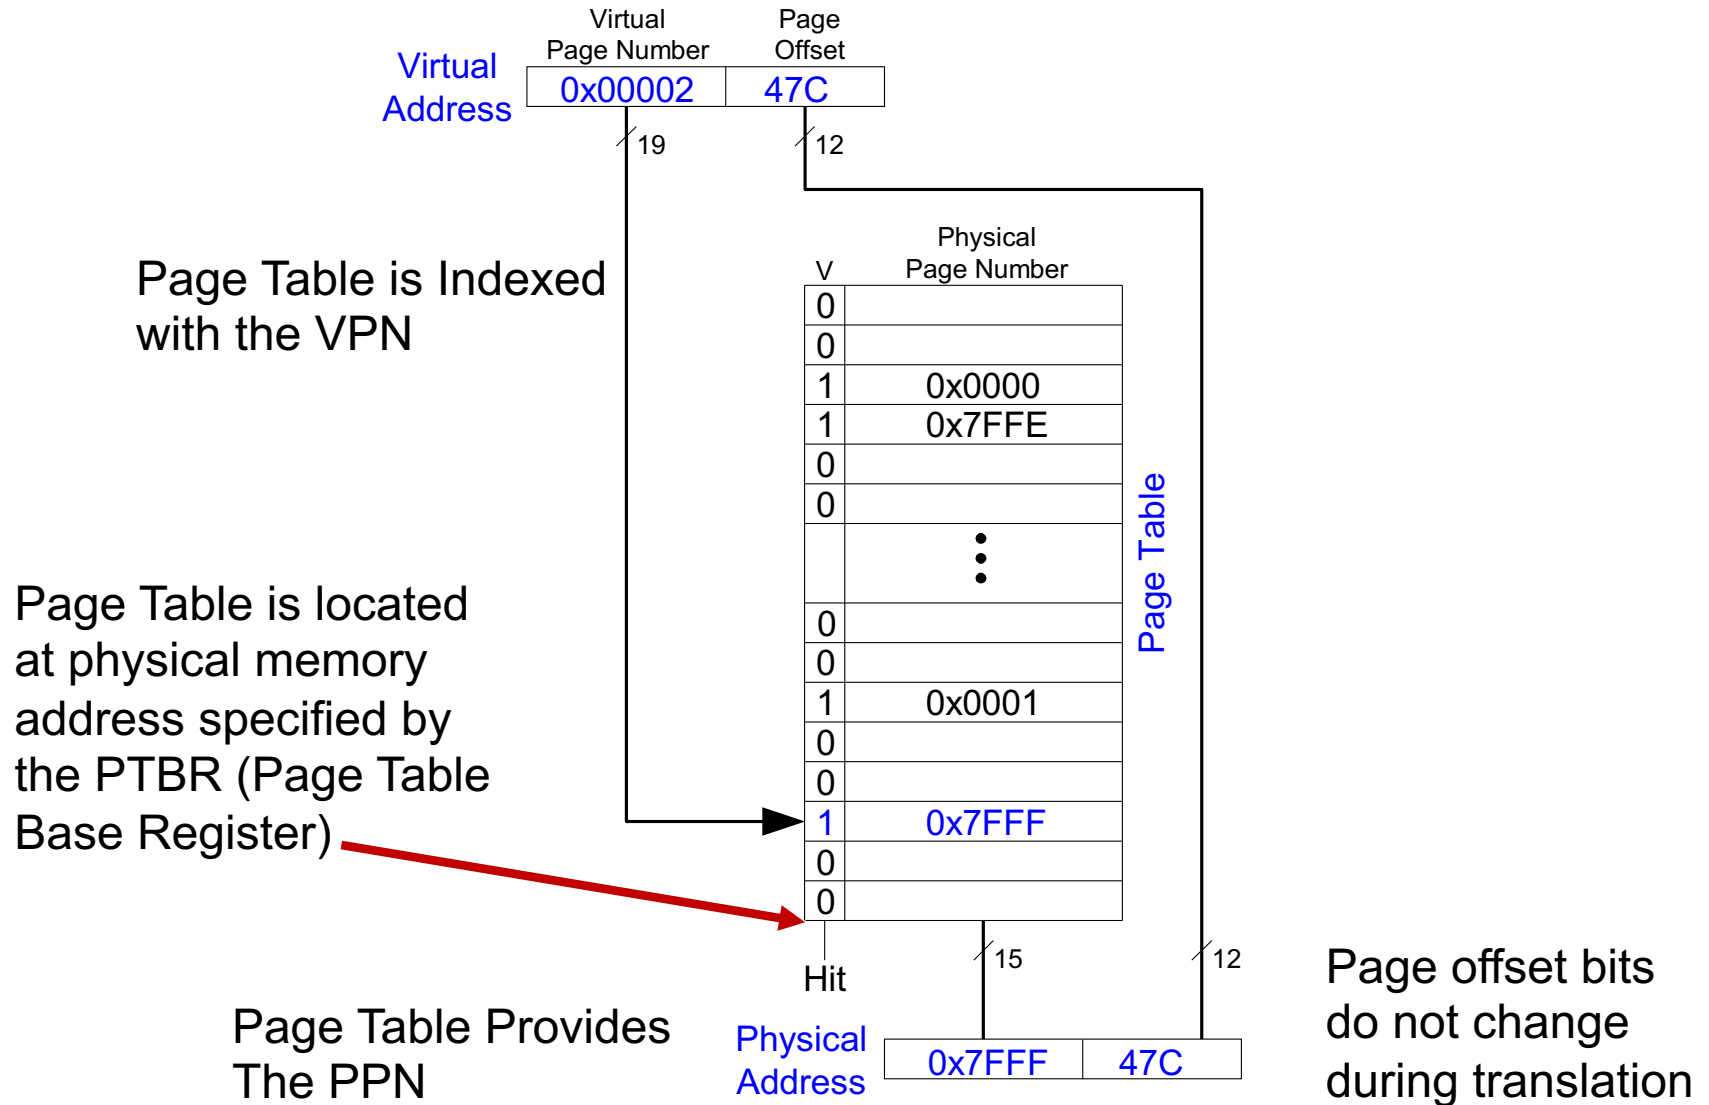 Virtual
Page Number
Page
Offset
Virtual
Address
0x00002
47C
19
12
Page Table is Indexed
with the VPN
V
Physical
Page Number
0
0
1 0x0000
1 0x7FFE
0
0
0
0
1 0x0001
0
0
1 0x7FFF
0
0
Page Table
Page Table is located
at physical memory
address specified by
the PTBR (Page Table
Base Register)
Hit
15
12
Page Table Provides
The PPN
Physical
Address
0x7FFF
47C
Page offset bits
do not change
during translation